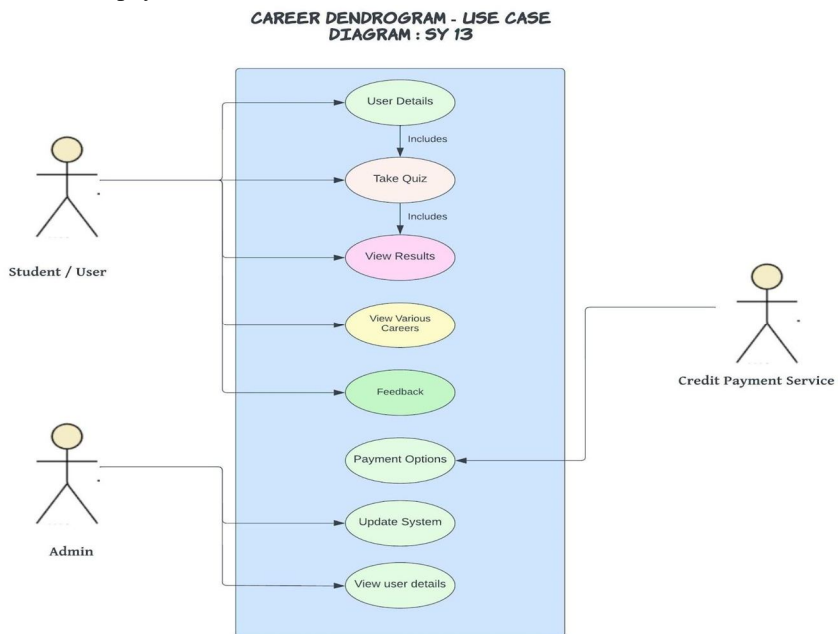 CAREER DENDROGRAM - USE CASE
DIAGRAM : SY 13
User Details
Includes
Take Quiz
Includes
Student / User
View Results
View Various
Careers
Credit Payment Service
Feedback
Payment Options
Update System
Admin
View user details